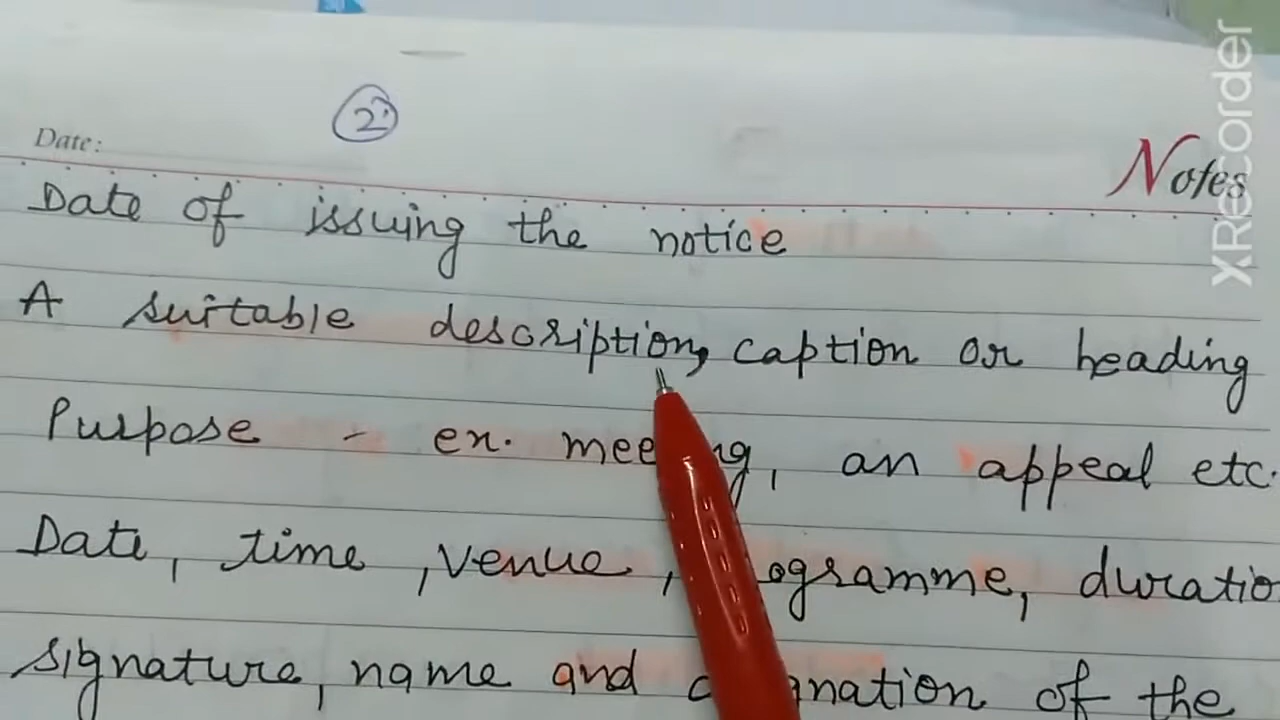 2
Date:
Notes
XRecorder
Date of issuing the notice
A suitable description, caption or heading
Purpose - ex. meeting, an appeal etc.
Date, time, venue, ogramme, duratio
signature, name and nation of the